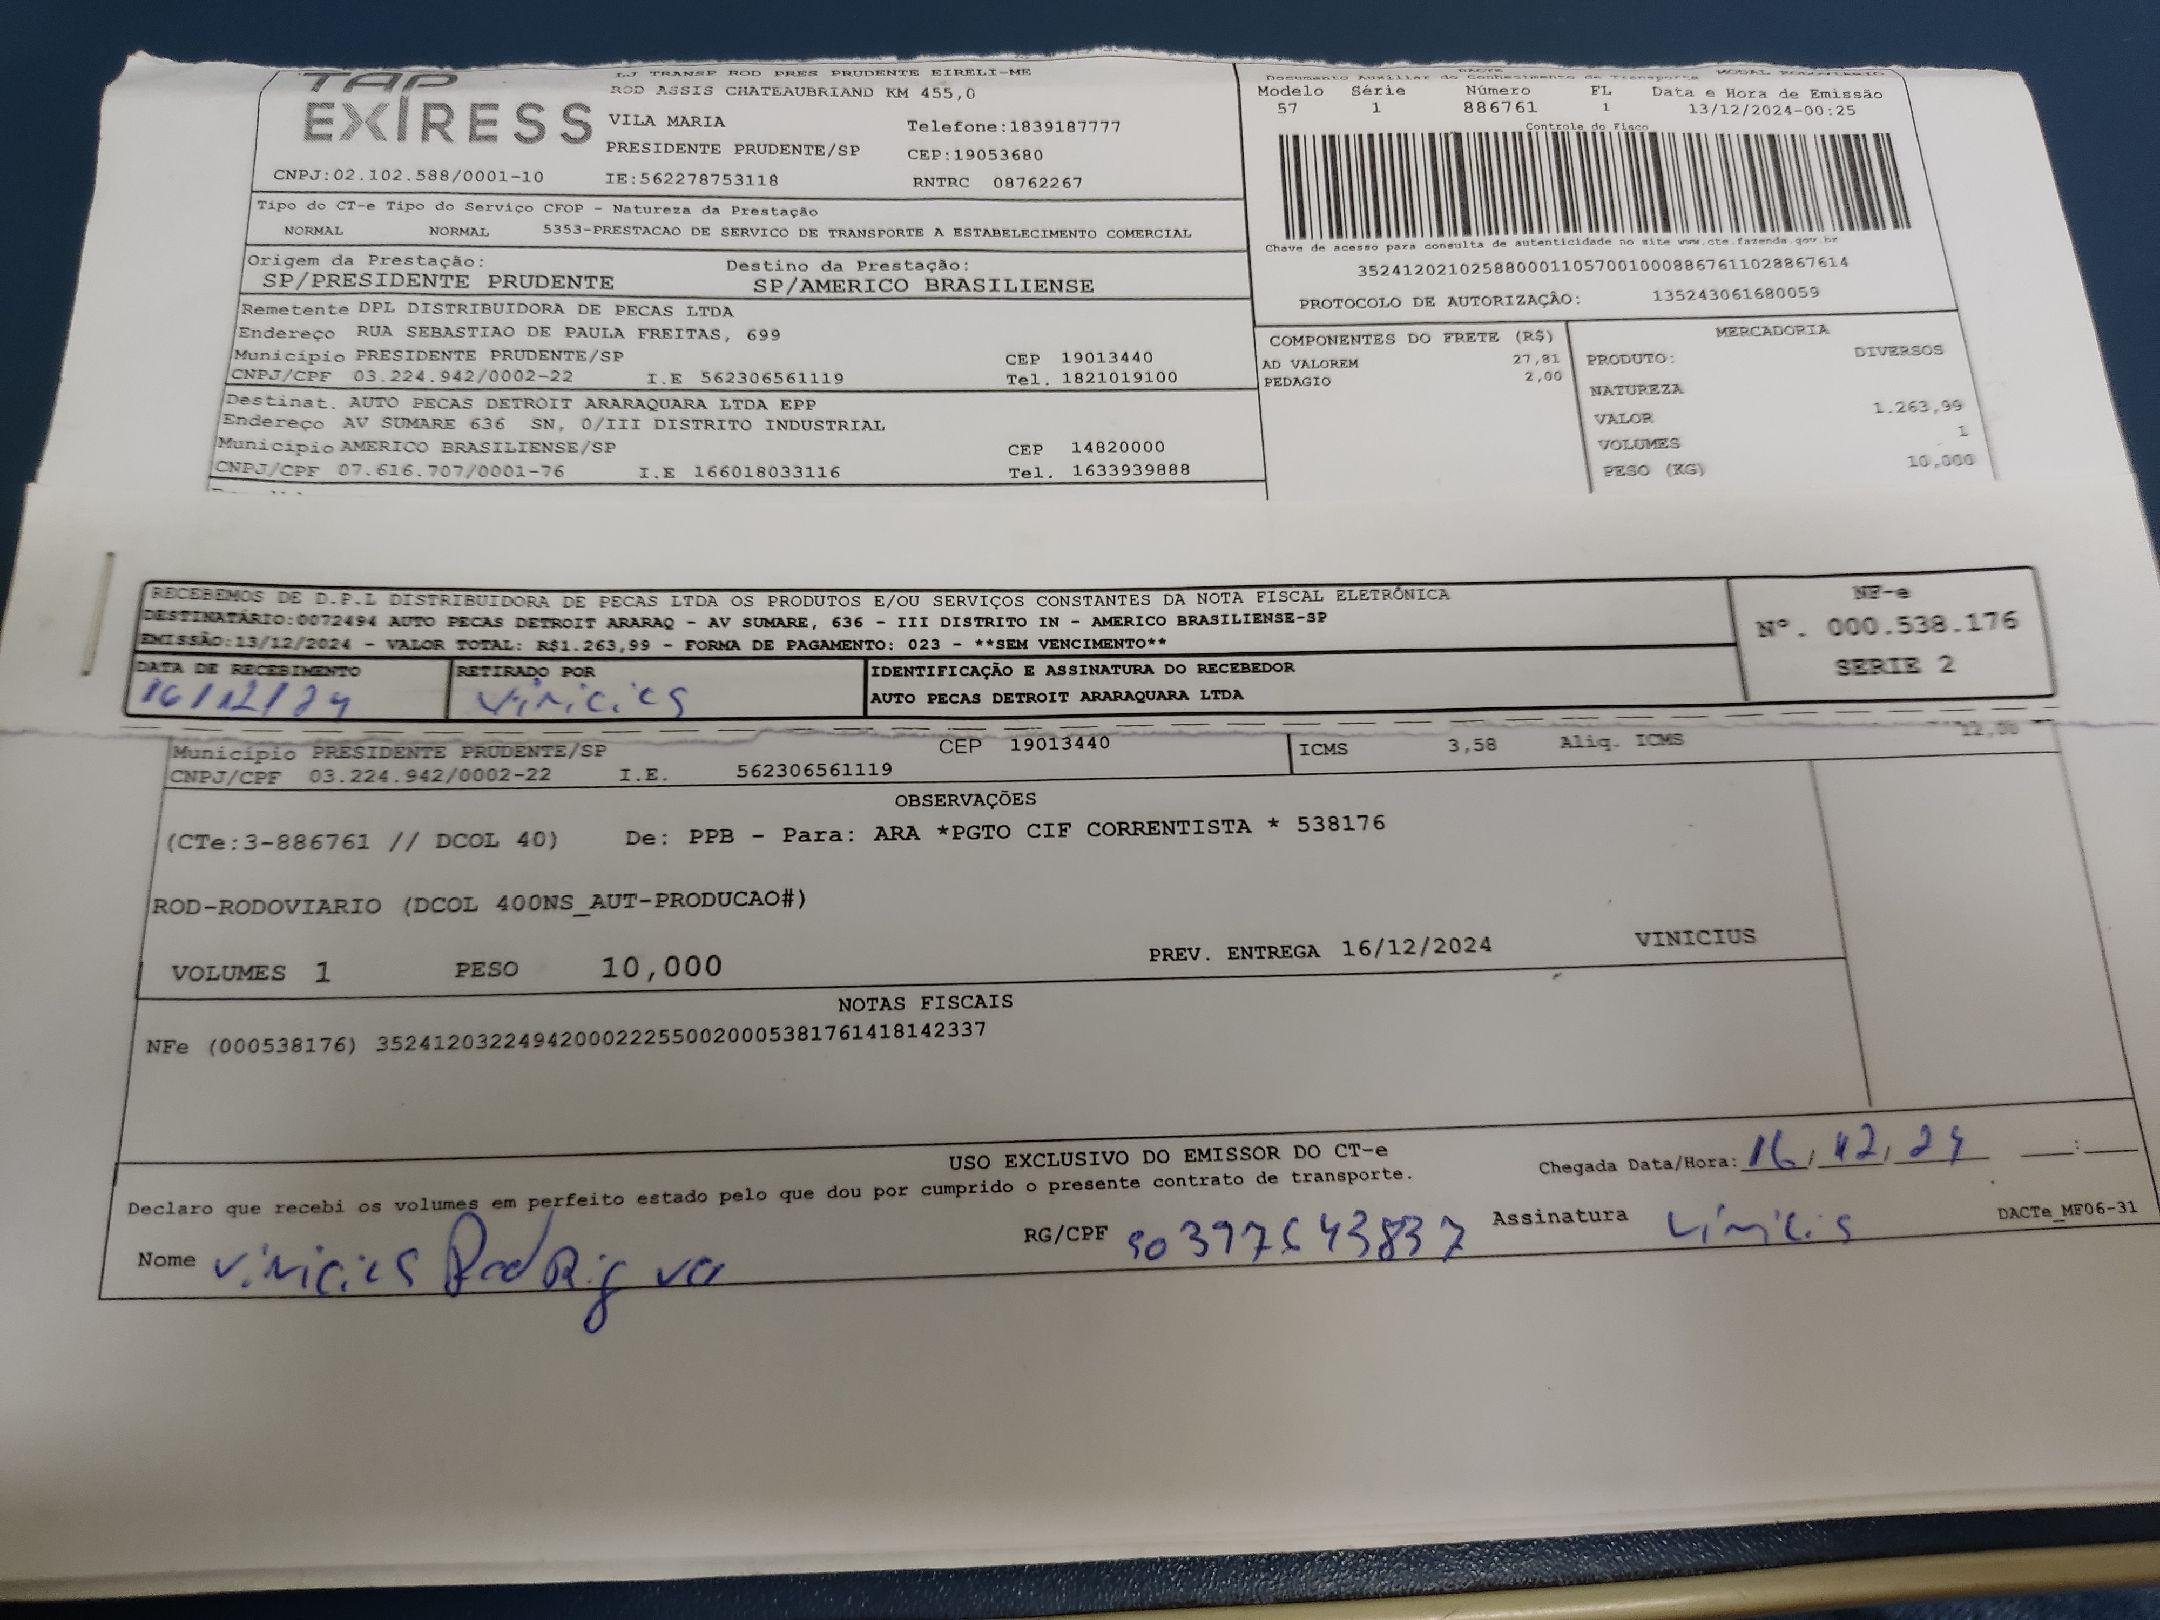 TAP
EXPRESS
LJ TRANSP ROD PRES PRUDENTE EIRELI-ME
ROD ASSIS CHATEAUBRIAND KM 455,0
VILA MARIA Telefone:1839187777
PRESIDENTE PRUDENTE/SP CEP:19053680
CNPJ:02.102.588/0001-10 IE:562278753118 RNTRC 08762267
DACTE MODAL RODOVIÁRIO
Documento Auxiliar do Conhecimento de Transporte
Modelo Série Número FL Data e Hora de Emissão
57 1 886761 1 13/12/2024-00:25
Controle do Fisco
Chave de acesso para consulta de autenticidade no site www.cte.fazenda.gov.br
35241202102588000110570010008867611028867614
PROTOCOLO DE AUTORIZAÇÃO: 135243061680059
Tipo do CT-e Tipo do Serviço CFOP - Natureza da Prestação
NORMAL NORMAL 5353-PRESTACAO DE SERVICO DE TRANSPORTE A ESTABELECIMENTO COMERCIAL
Origem da Prestação: Destino da Prestação:
SP/PRESIDENTE PRUDENTE SP/AMERICO BRASILIENSE
Remetente DPL DISTRIBUIDORA DE PECAS LTDA
Endereço RUA SEBASTIAO DE PAULA FREITAS, 699
Município PRESIDENTE PRUDENTE/SP CEP 19013440
CNPJ/CPF 03.224.942/0002-22 I.E 562306561119 Tel. 1821019100
Destinat. AUTO PECAS DETROIT ARARAQUARA LTDA EPP
Endereço AV SUMARE 636 SN, 0/III DISTRITO INDUSTRIAL
Município AMERICO BRASILIENSE/SP CEP 14820000
CNPJ/CPF 07.616.707/0001-76 I.E 166018033116 Tel. 1633939888
COMPONENTES DO FRETE (R$)
AD VALOREM 27,81
PEDAGIO 2,00
MERCADORIA
PRODUTO: DIVERSOS
NATUREZA
VALOR 1.263,99
VOLUMES 1
PESO (KG) 10,000
RECEBEMOS DE D.P.L DISTRIBUIDORA DE PECAS LTDA OS PRODUTOS E/OU SERVIÇOS CONSTANTES DA NOTA FISCAL ELETRÔNICA
DESTINATÁRIO:0072494 AUTO PECAS DETROIT ARARAQ - AV SUMARE, 636 - III DISTRITO IN - AMERICO BRASILIENSE-SP
EMISSÃO:13/12/2024 - VALOR TOTAL: R$1.263,99 - FORMA DE PAGAMENTO: 023 - **SEM VENCIMENTO**
NF-e
Nº. 000.538.176
SERIE 2
DATA DE RECEBIMENTO RETIRADO POR IDENTIFICAÇÃO E ASSINATURA DO RECEBEDOR
16/12/24 Vinicius AUTO PECAS DETROIT ARARAQUARA LTDA
Município PRESIDENTE PRUDENTE/SP CEP 19013440
CNPJ/CPF 03.224.942/0002-22 I.E. 562306561119
ICMS 3,58 Aliq. ICMS 12,00
OBSERVAÇÕES
(CTe:3-886761 // DCOL 40) De: PPB - Para: ARA *PGTO CIF CORRENTISTA * 538176
ROD-RODOVIARIO (DCOL 400NS_AUT-PRODUCAO#)
VOLUMES 1 PESO 10,000 PREV. ENTREGA 16/12/2024 VINICIUS
NOTAS FISCAIS
NFe (000538176) 35241203224942000222550020005381761418142337
USO EXCLUSIVO DO EMISSOR DO CT-e
Declaro que recebi os volumes em perfeito estado pelo que dou por cumprido o presente contrato de transporte.
Chegada Data/Hora: 16/12/24 __:__
Nome Vinicius Rodrigues RG/CPF 50397643837 Assinatura Vinicius
DACTe_MF06-31